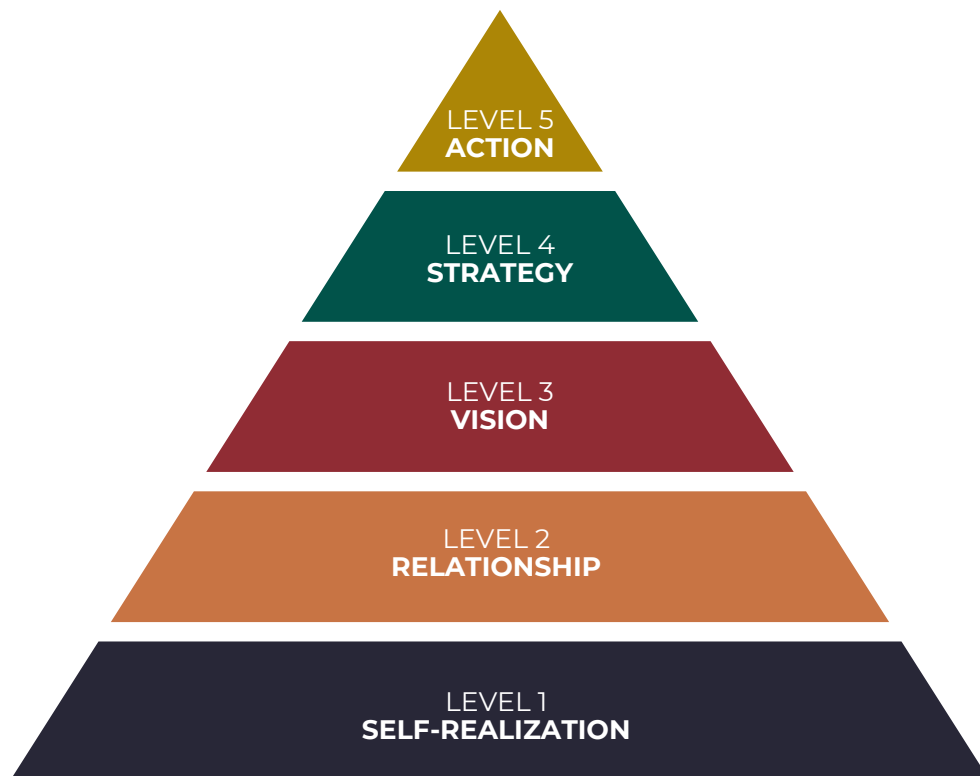 LEVEL 5
ACTION
LEVEL 4
STRATEGY
LEVEL 3
VISION
LEVEL 2
RELATIONSHIP
LEVEL 1
SELF-REALIZATION